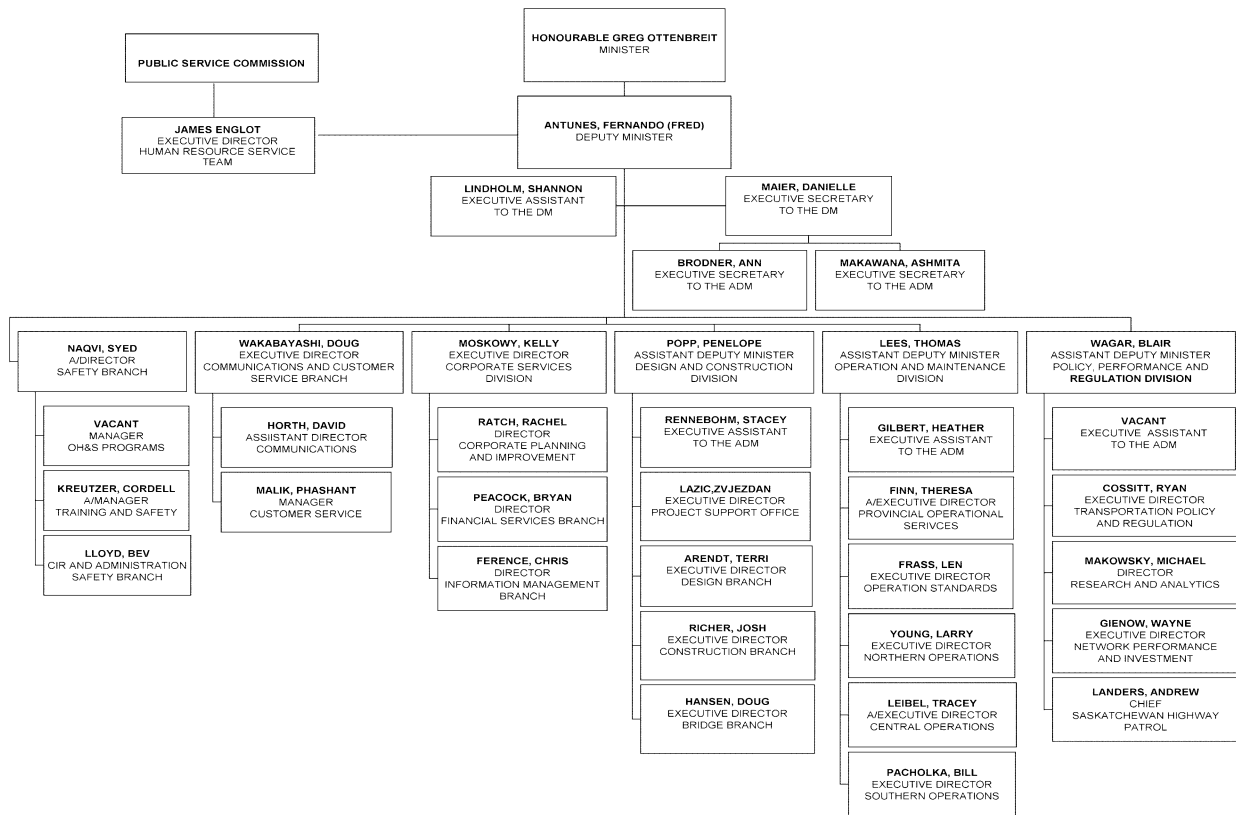 HONOURABLE GREG OTTENBREIT
MINISTER
PUBLIC SERVICE COMMISSION
JAMES ENGLOT
EXECUTIVE DIRECTOR
HUMAN RESOURCE SERVICE
TEAM
ANTUNES, FERNANDO (FRED)
DEPUTY MINISTER
LINDHOLM, SHANNON
EXECUTIVE ASSISTANT
TO THE DM
MAIER, DANIELLE
EXECUTIVE SECRETARY
TO THE DM
BRODNER, ANN
EXECUTIVE SECRETARY
TO THE ADM
MAKAWANA, ASHMITA
EXECUTIVE SECRETARY
TO THE ADM
NAQVI, SYED
A/DIRECTOR
SAFETY BRANCH
VACANT
MANAGER
OH&S PROGRAMS
KREUTZER, CORDELL
A/MANAGER
TRAINING AND SAFETY
LLOYD, BEV
CIR AND ADMINISTRATION
SAFETY BRANCH
WAKABAYASHI, DOUG
EXECUTIVE DIRECTOR
COMMUNICATIONS AND CUSTOMER
SERVICE BRANCH
HORTH, DAVID
ASSIISTANT DIRECTOR
COMMUNICATIONS
MALIK, PHASHANT
MANAGER
CUSTOMER SERVICE
MOSKOWY, KELLY
EXECUTIVE DIRECTOR
CORPORATE SERVICES
DIVISION
RATCH, RACHEL
DIRECTOR
CORPORATE PLANNING
AND IMPROVEMENT
PEACOCK, BRYAN
DIRECTOR
FINANCIAL SERVICES BRANCH
FERENCE, CHRIS
DIRECTOR
INFORMATION MANAGEMENT
BRANCH
POPP, PENELOPE
ASSISTANT DEPUTY MINISTER
DESIGN AND CONSTRUCTION
DIVISION
RENNEBOHM, STACEY
EXECUTIVE ASSISTANT
TO THE ADM
LAZIC,ZVJEZDAN
EXECUTIVE DIRECTOR
PROJECT SUPPORT OFFICE
ARENDT, TERRI
EXECUTIVE DIRECTOR
DESIGN BRANCH
RICHER, JOSH
EXECUTIVE DIRECTOR
CONSTRUCTION BRANCH
HANSEN, DOUG
EXECUTIVE DIRECTOR
BRIDGE BRANCH
LEES, THOMAS
ASSISTANT DEPUTY MINISTER
OPERATION AND MAINTENANCE
DIVISION
GILBERT, HEATHER
EXECUTIVE ASSISTANT
TO THE ADM
FINN, THERESA
A/EXECUTIVE DIRECTOR
PROVINCIAL OPERATIONAL
SERIVCES
FRASS, LEN
EXECUTIVE DIRECTOR
OPERATION STANDARDS
YOUNG, LARRY
EXECUTIVE DIRECTOR
NORTHERN OPERATIONS
LEIBEL, TRACEY
A/EXECUTIVE DIRECTOR
CENTRAL OPERATIONS
PACHOLKA, BILL
EXECUTIVE DIRECTOR
SOUTHERN OPERATIONS
WAGAR, BLAIR
ASSISTANT DEPUTY MINISTER
POLICY, PERFORMANCE AND
REGULATION DIVISION
VACANT
EXECUTIVE ASSISTANT
TO THE ADM
COSSITT, RYAN
EXECUTIVE DIRECTOR
TRANSPORTATION POLICY
AND REGULATION
MAKOWSKY, MICHAEL
DIRECTOR
RESEARCH AND ANALYTICS
GIENOW, WAYNE
EXECUTIVE DIRECTOR
NETWORK PERFORMANCE
AND INVESTMENT
LANDERS, ANDREW
CHIEF
SASKATCHEWAN HIGHWAY
PATROL